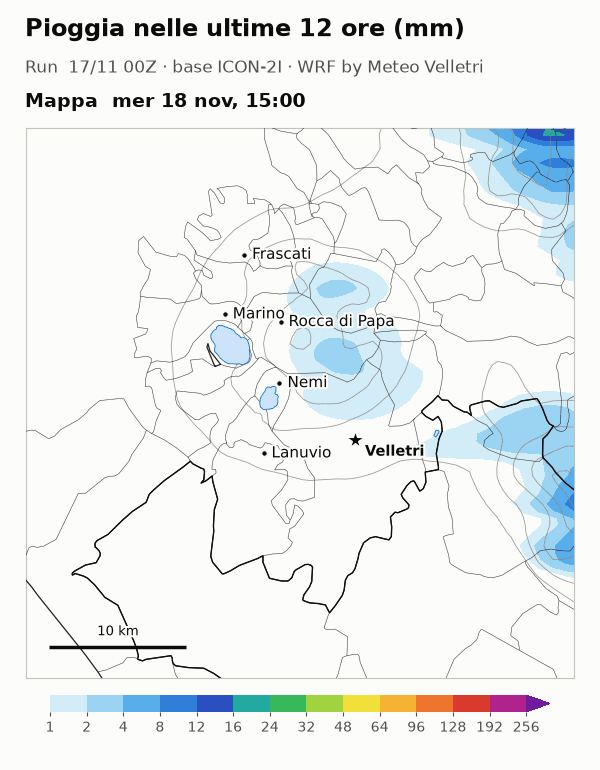 Pioggia nelle ultime 12 ore (mm)
Run  17/11 00Z · base ICON-2I · WRF by Meteo Velletri
Mappa  mer 18 nov, 15:00
Frascati
Marino
Rocca di Papa
Nemi
Velletri
Lanuvio
10 km
1 2 4 8 12 16 24 32 48 64 96 128 192 256